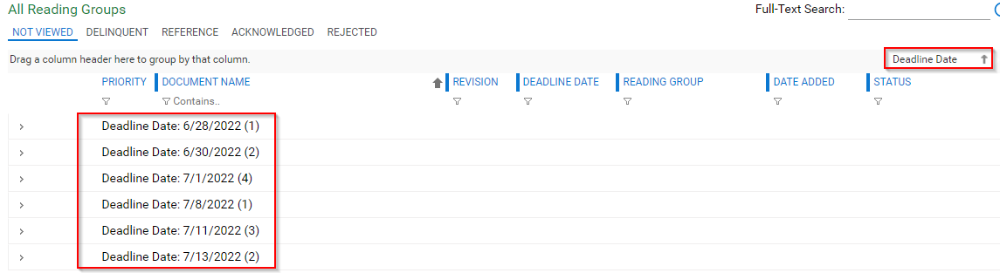 All Reading Groups Full-Text Search:
NOT VIEWED DELINQUENT REFERENCE ACKNOWLEDGED REJECTED
Drag a column header here to group by that column. Deadline Date
PRIORITY DOCUMENT NAME REVISION DEADLINE DATE READING GROUP DATE ADDED STATUS
Contains..
Deadline Date: 6/28/2022 (1)
Deadline Date: 6/30/2022 (2)
Deadline Date: 7/1/2022 (4)
Deadline Date: 7/8/2022 (1)
Deadline Date: 7/11/2022 (3)
Deadline Date: 7/13/2022 (2)